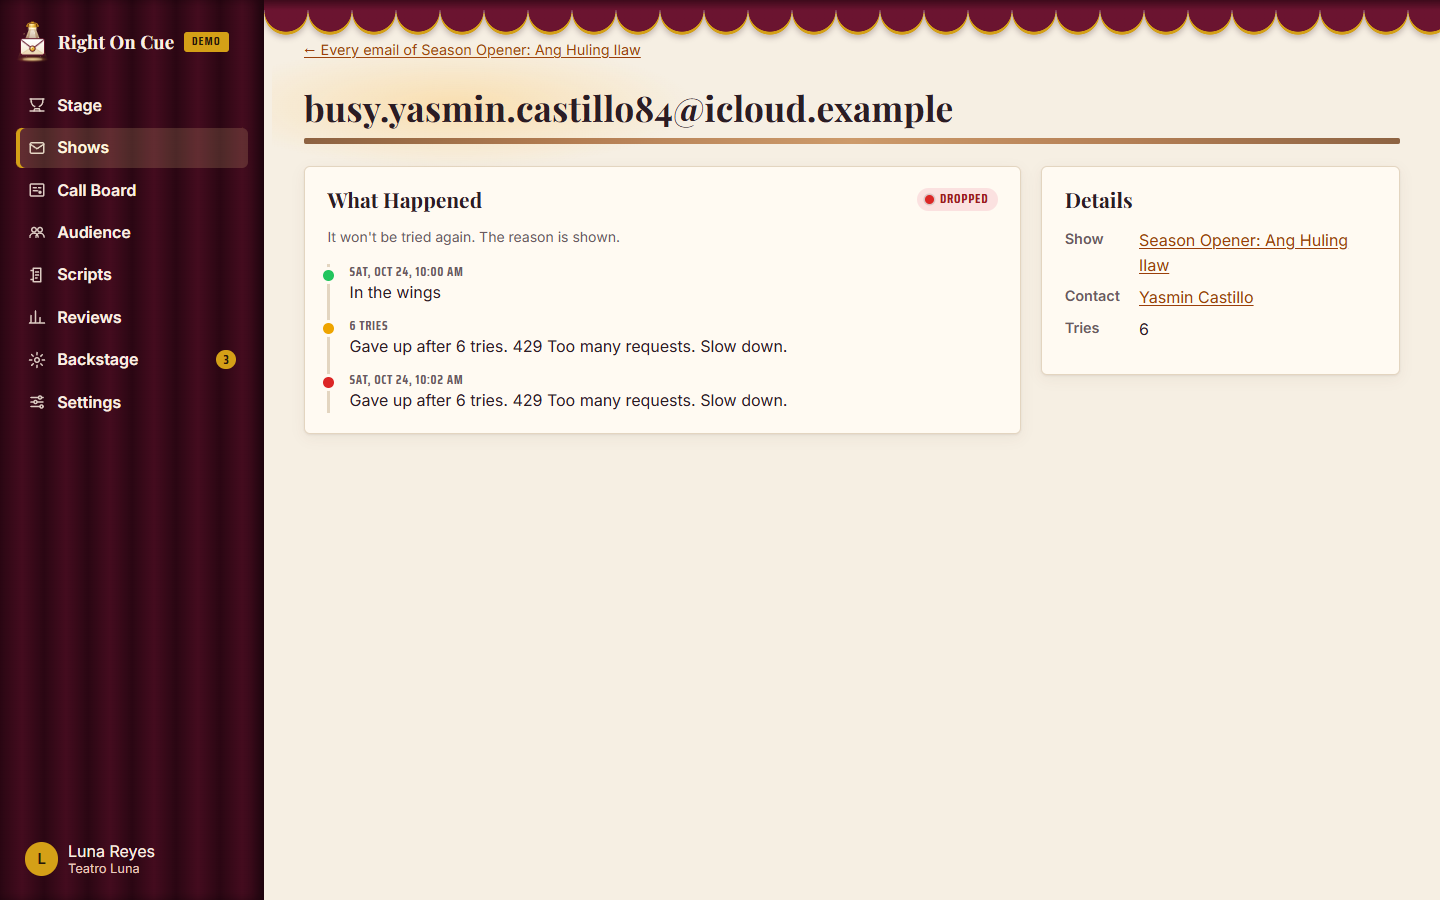 Right On Cue
DEMO
Stage
Shows
Call Board
Audience
Scripts
Reviews
Backstage
3
Settings
L
Luna Reyes
Teatro Luna
← Every email of Season Opener: Ang Huling Ilaw
busy.yasmin.castillo84@icloud.example
What Happened
DROPPED
It won't be tried again. The reason is shown.
SAT, OCT 24, 10:00 AM
In the wings
6 TRIES
Gave up after 6 tries. 429 Too many requests. Slow down.
SAT, OCT 24, 10:02 AM
Gave up after 6 tries. 429 Too many requests. Slow down.
Details
Show
Season Opener: Ang Huling
Ilaw
Contact
Yasmin Castillo
Tries
6